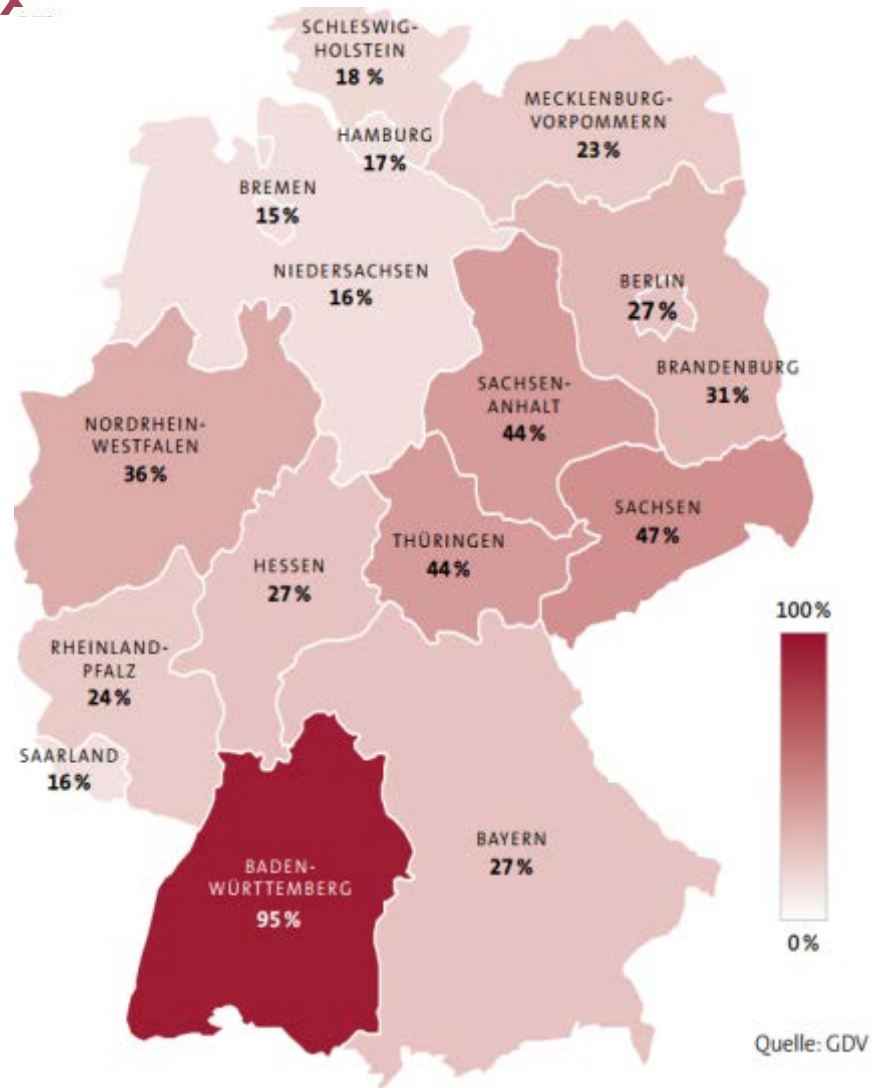 SCHLESWIG-
HOLSTEIN
18 %
MECKLENBURG-
VORPOMMERN
23 %
HAMBURG
17 %
BREMEN
15 %
NIEDERSACHSEN
16 %
BERLIN
27 %
BRANDENBURG
31 %
SACHSEN-
ANHALT
44 %
NORDRHEIN-
WESTFALEN
36 %
SACHSEN
47 %
THÜRINGEN
44 %
HESSEN
27 %
RHEINLAND-
PFALZ
24 %
SAARLAND
16 %
BAYERN
27 %
BADEN-
WÜRTTEMBERG
95 %
100 %
0 %
Quelle: GDV